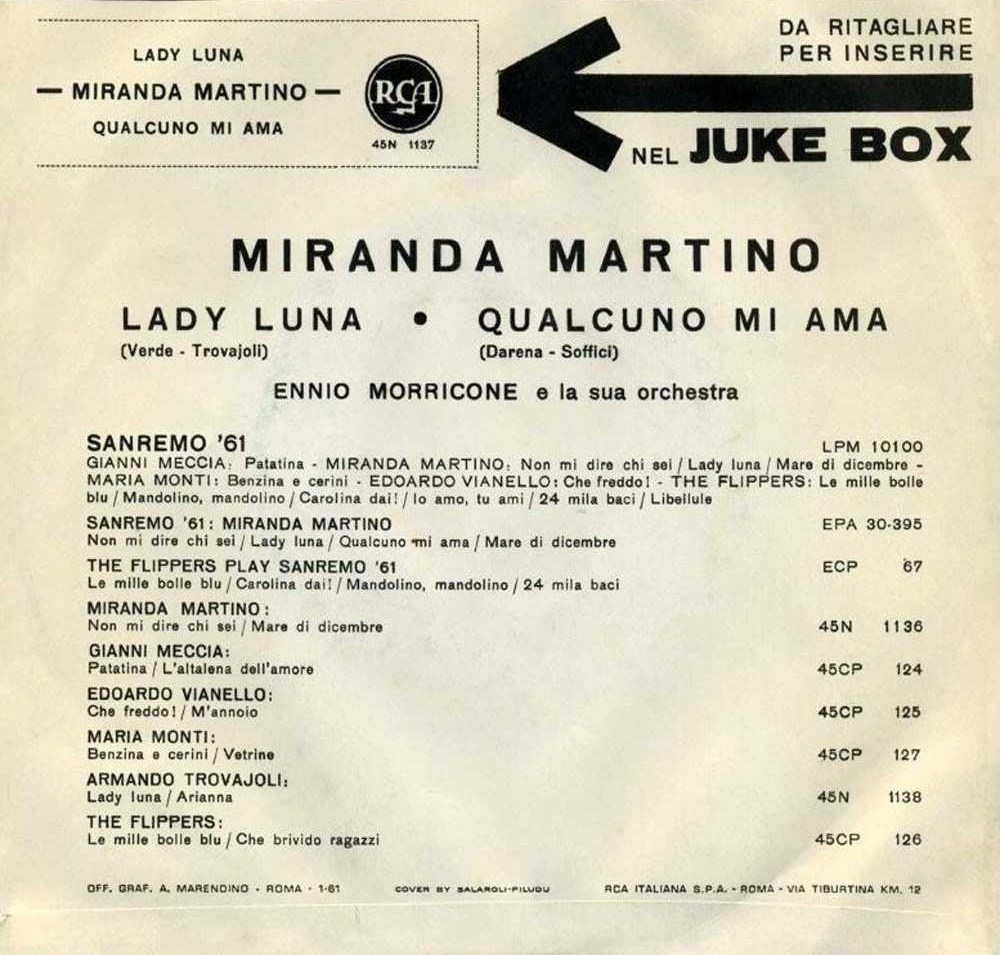 LADY LUNA
— MIRANDA MARTINO —
QUALCUNO MI AMA
RCA
45N 1137
DA RITAGLIARE
PER INSERIRE
NEL JUKE BOX
MIRANDA MARTINO
LADY LUNA • QUALCUNO MI AMA
(Verde - Trovajoli) (Darena - Soffici)
ENNIO MORRICONE e la sua orchestra
SANREMO '61 LPM 10100
GIANNI MECCIA: Patatina - MIRANDA MARTINO: Non mi dire chi sei / Lady luna / Mare di dicembre -
MARIA MONTI: Benzina e cerini - EDOARDO VIANELLO: Che freddo! - THE FLIPPERS: Le mille bolle
blu / Mandolino, mandolino / Carolina dai! / Io amo, tu ami / 24 mila baci / Libellule
SANREMO '61: MIRANDA MARTINO EPA 30-395
Non mi dire chi sei / Lady luna / Qualcuno mi ama / Mare di dicembre
THE FLIPPERS PLAY SANREMO '61 ECP 67
Le mille bolle blu / Carolina dai! / Mandolino, mandolino / 24 mila baci
MIRANDA MARTINO:
Non mi dire chi sei / Mare di dicembre 45N 1136
GIANNI MECCIA:
Patatina / L'altalena dell'amore 45CP 124
EDOARDO VIANELLO:
Che freddo! / M'annoio 45CP 125
MARIA MONTI:
Benzina e cerini / Vetrine 45CP 127
ARMANDO TROVAJOLI:
Lady luna / Arianna 45N 1138
THE FLIPPERS:
Le mille bolle blu / Che brivido ragazzi 45CP 126
OFF. GRAF. A. MARENDINO - ROMA - 1-61 COVER BY SALAROLI-PILUDU RCA ITALIANA S.P.A. - ROMA - VIA TIBURTINA KM. 12